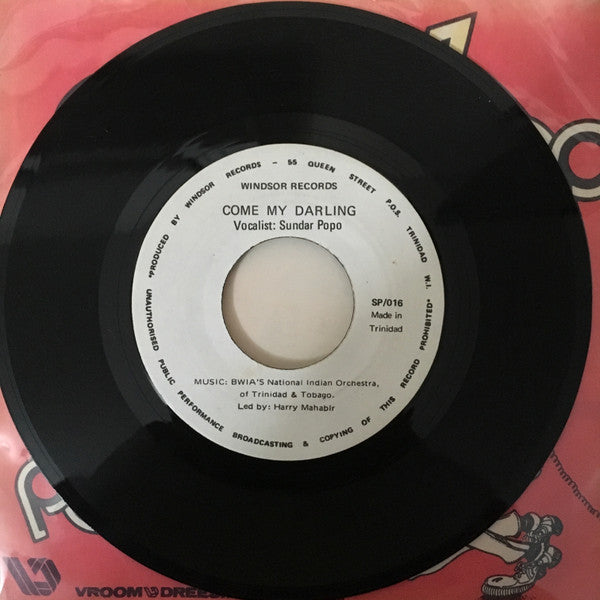 WINDSOR RECORDS
COME MY DARLING
Vocalist: Sundar Popo
SP/016
Made in
Trinidad
MUSIC: BWIA'S National Indian Orchestra,
of Trinidad & Tobago.
Led by: Harry Mahabir
*PRODUCED BY WINDSOR RECORDS - 55 QUEEN STREET P.O.S. TRINIDAD W.I.
*UNAUTHORISED PUBLIC PERFORMANCE BROADCASTING & COPYING OF THIS RECORD PROHIBITED*
VROOM